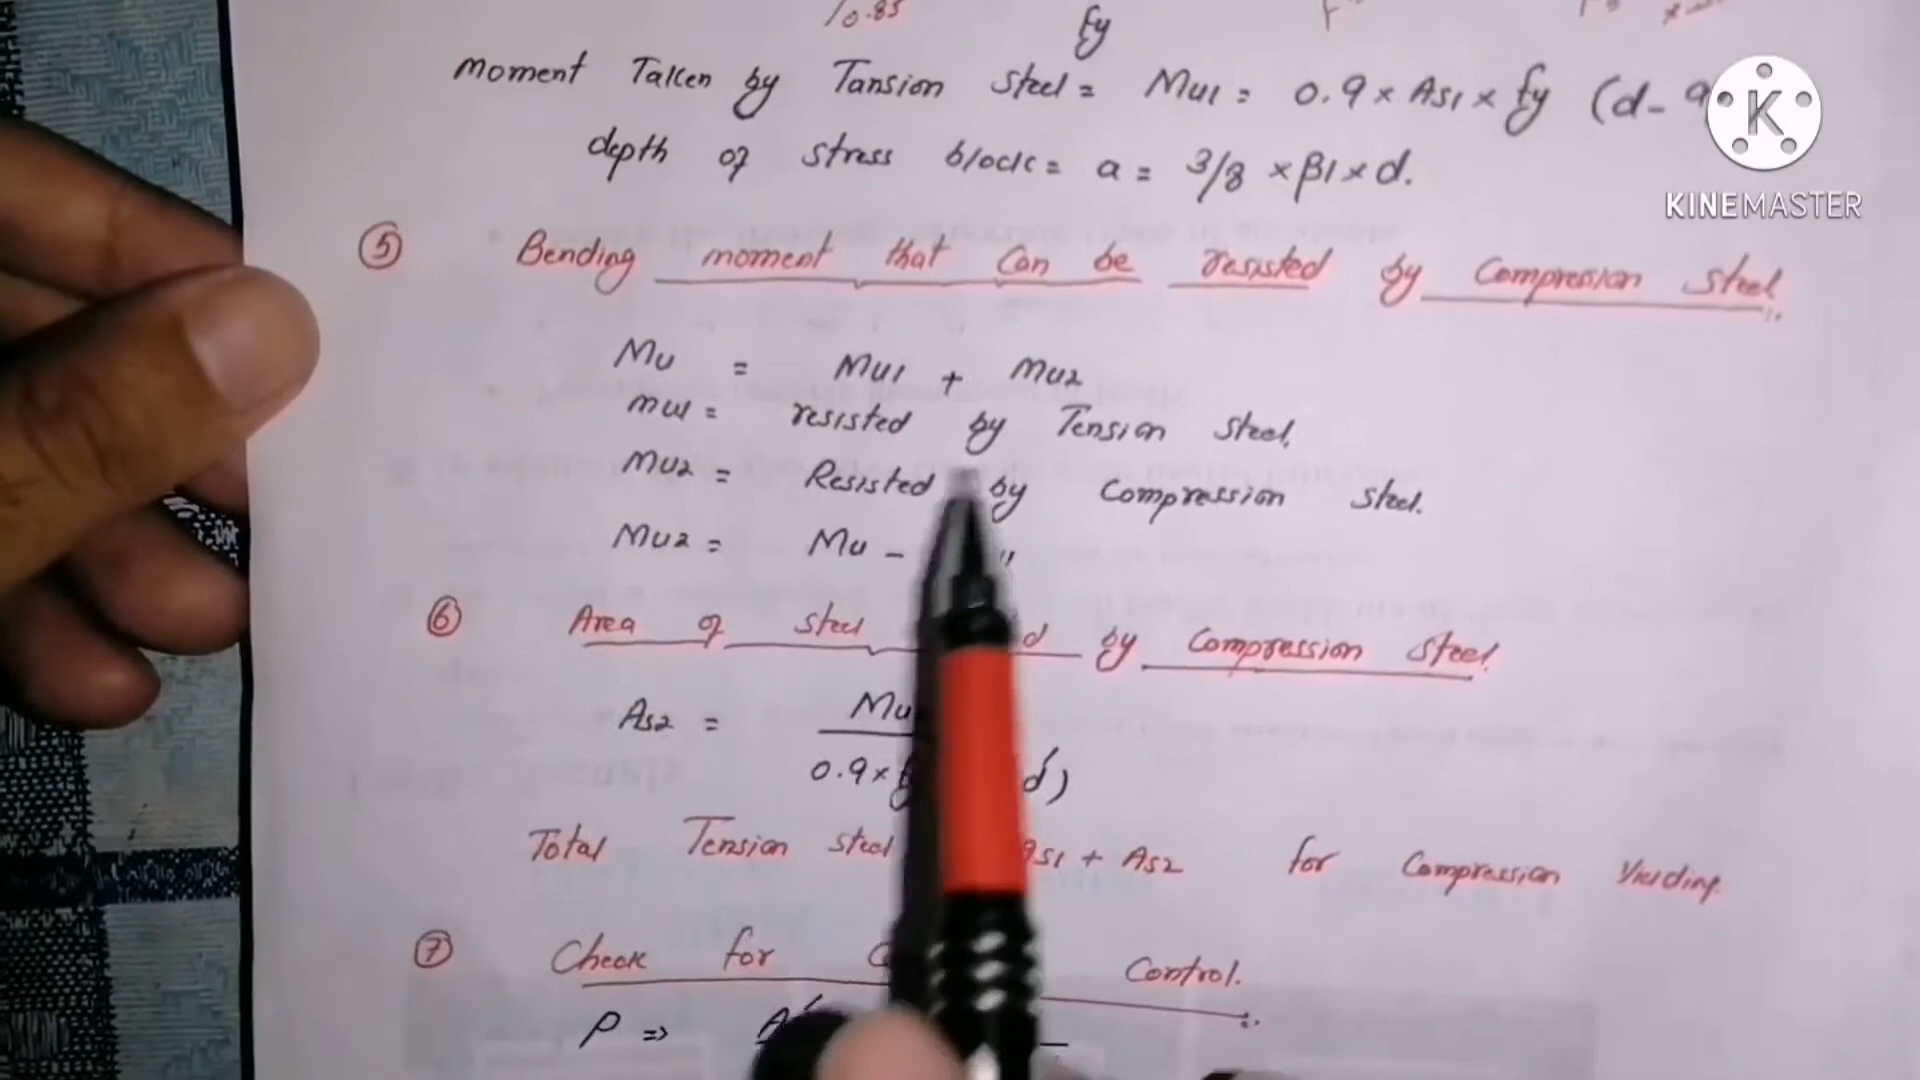 /0.85 fy
moment Taken by Tansion steel = Mu1 = 0.9 × As1 × fy (d-
depth of stress block = a = 3/8 × β1 × d.
KINEMASTER
5 Bending moment that Can be resisted by Compression steel
Mu = Mu1 + Mu2
Mu1 = resisted by Tension steel.
Mu2 = Resisted by Compression steel.
Mu2 = Mu -
6 Area of steel by Compression steel.
As2 = Mu
0.9 × d')
Total Tension steel As1 + As2 for Compression Yielding
7 Check for Control.
ρ =>